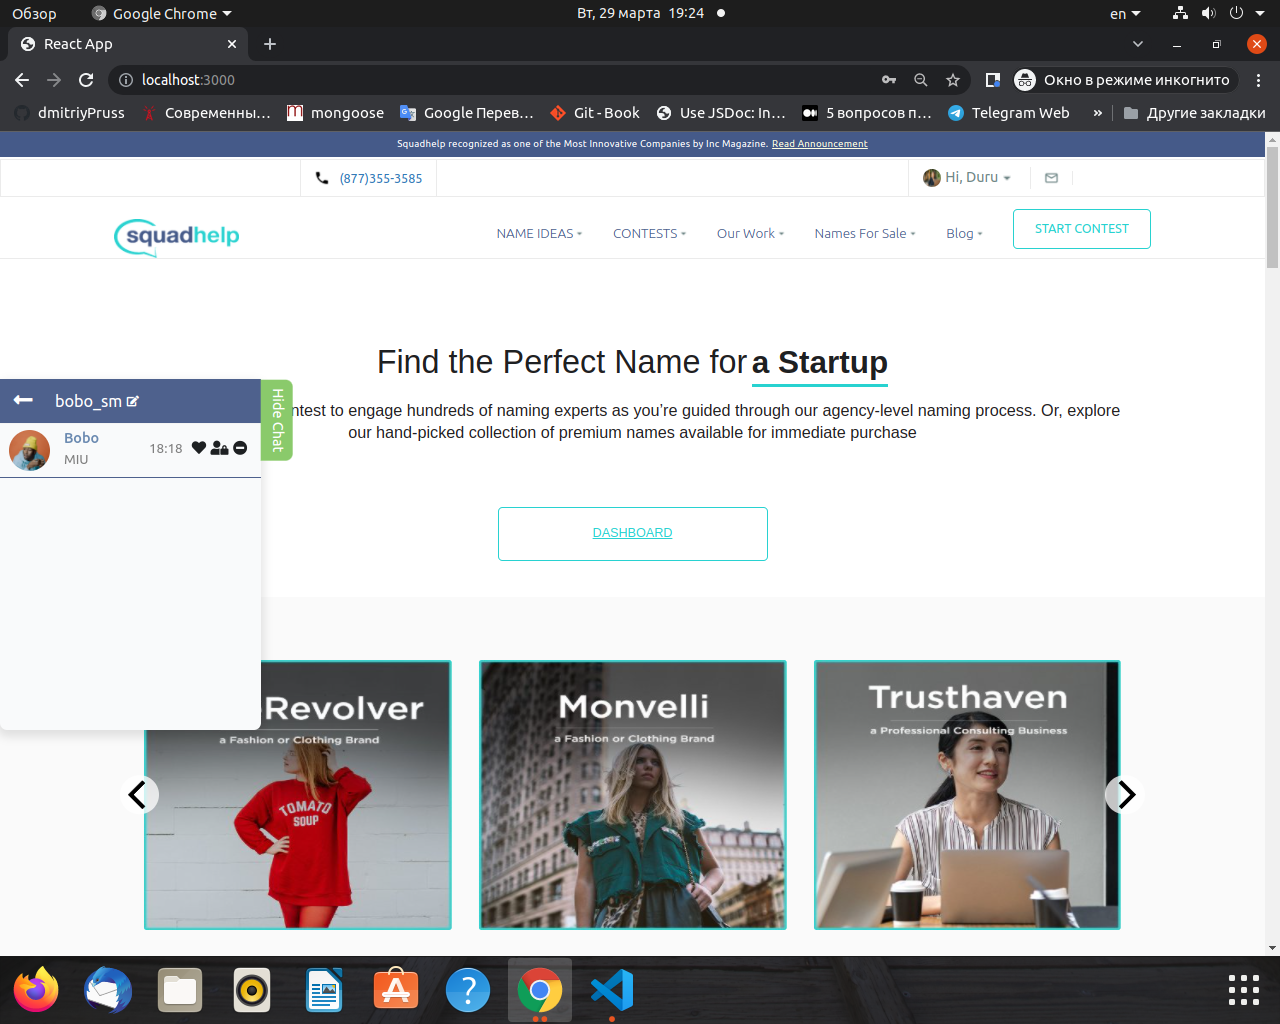 Обзор
Google Chrome
Вт, 29 марта 19:24
en
React App
localhost:3000
Окно в режиме инкогнито
dmitriyPruss
Современны…
mongoose
Google Перев…
Git - Book
Use JSDoc: In…
5 вопросов п…
Telegram Web
»
Другие закладки
Squadhelp recognized as one of the Most Innovative Companies by Inc Magazine. Read Announcement
(877)355-3585
Hi, Duru
squadhelp
NAME IDEAS
CONTESTS
Our Work
Names For Sale
Blog
START CONTEST
Find the Perfect Name for a Startup
ntest to engage hundreds of naming experts as you’re guided through our agency-level naming process. Or, explore
our hand-picked collection of premium names available for immediate purchase
bobo_sm
Hide Chat
Bobo
MIU
18:18
DASHBOARD
Revolver
a Fashion or Clothing Brand
TOMATO
SOUP
Monvelli
a Fashion or Clothing Brand
Trusthaven
a Professional Consulting Business